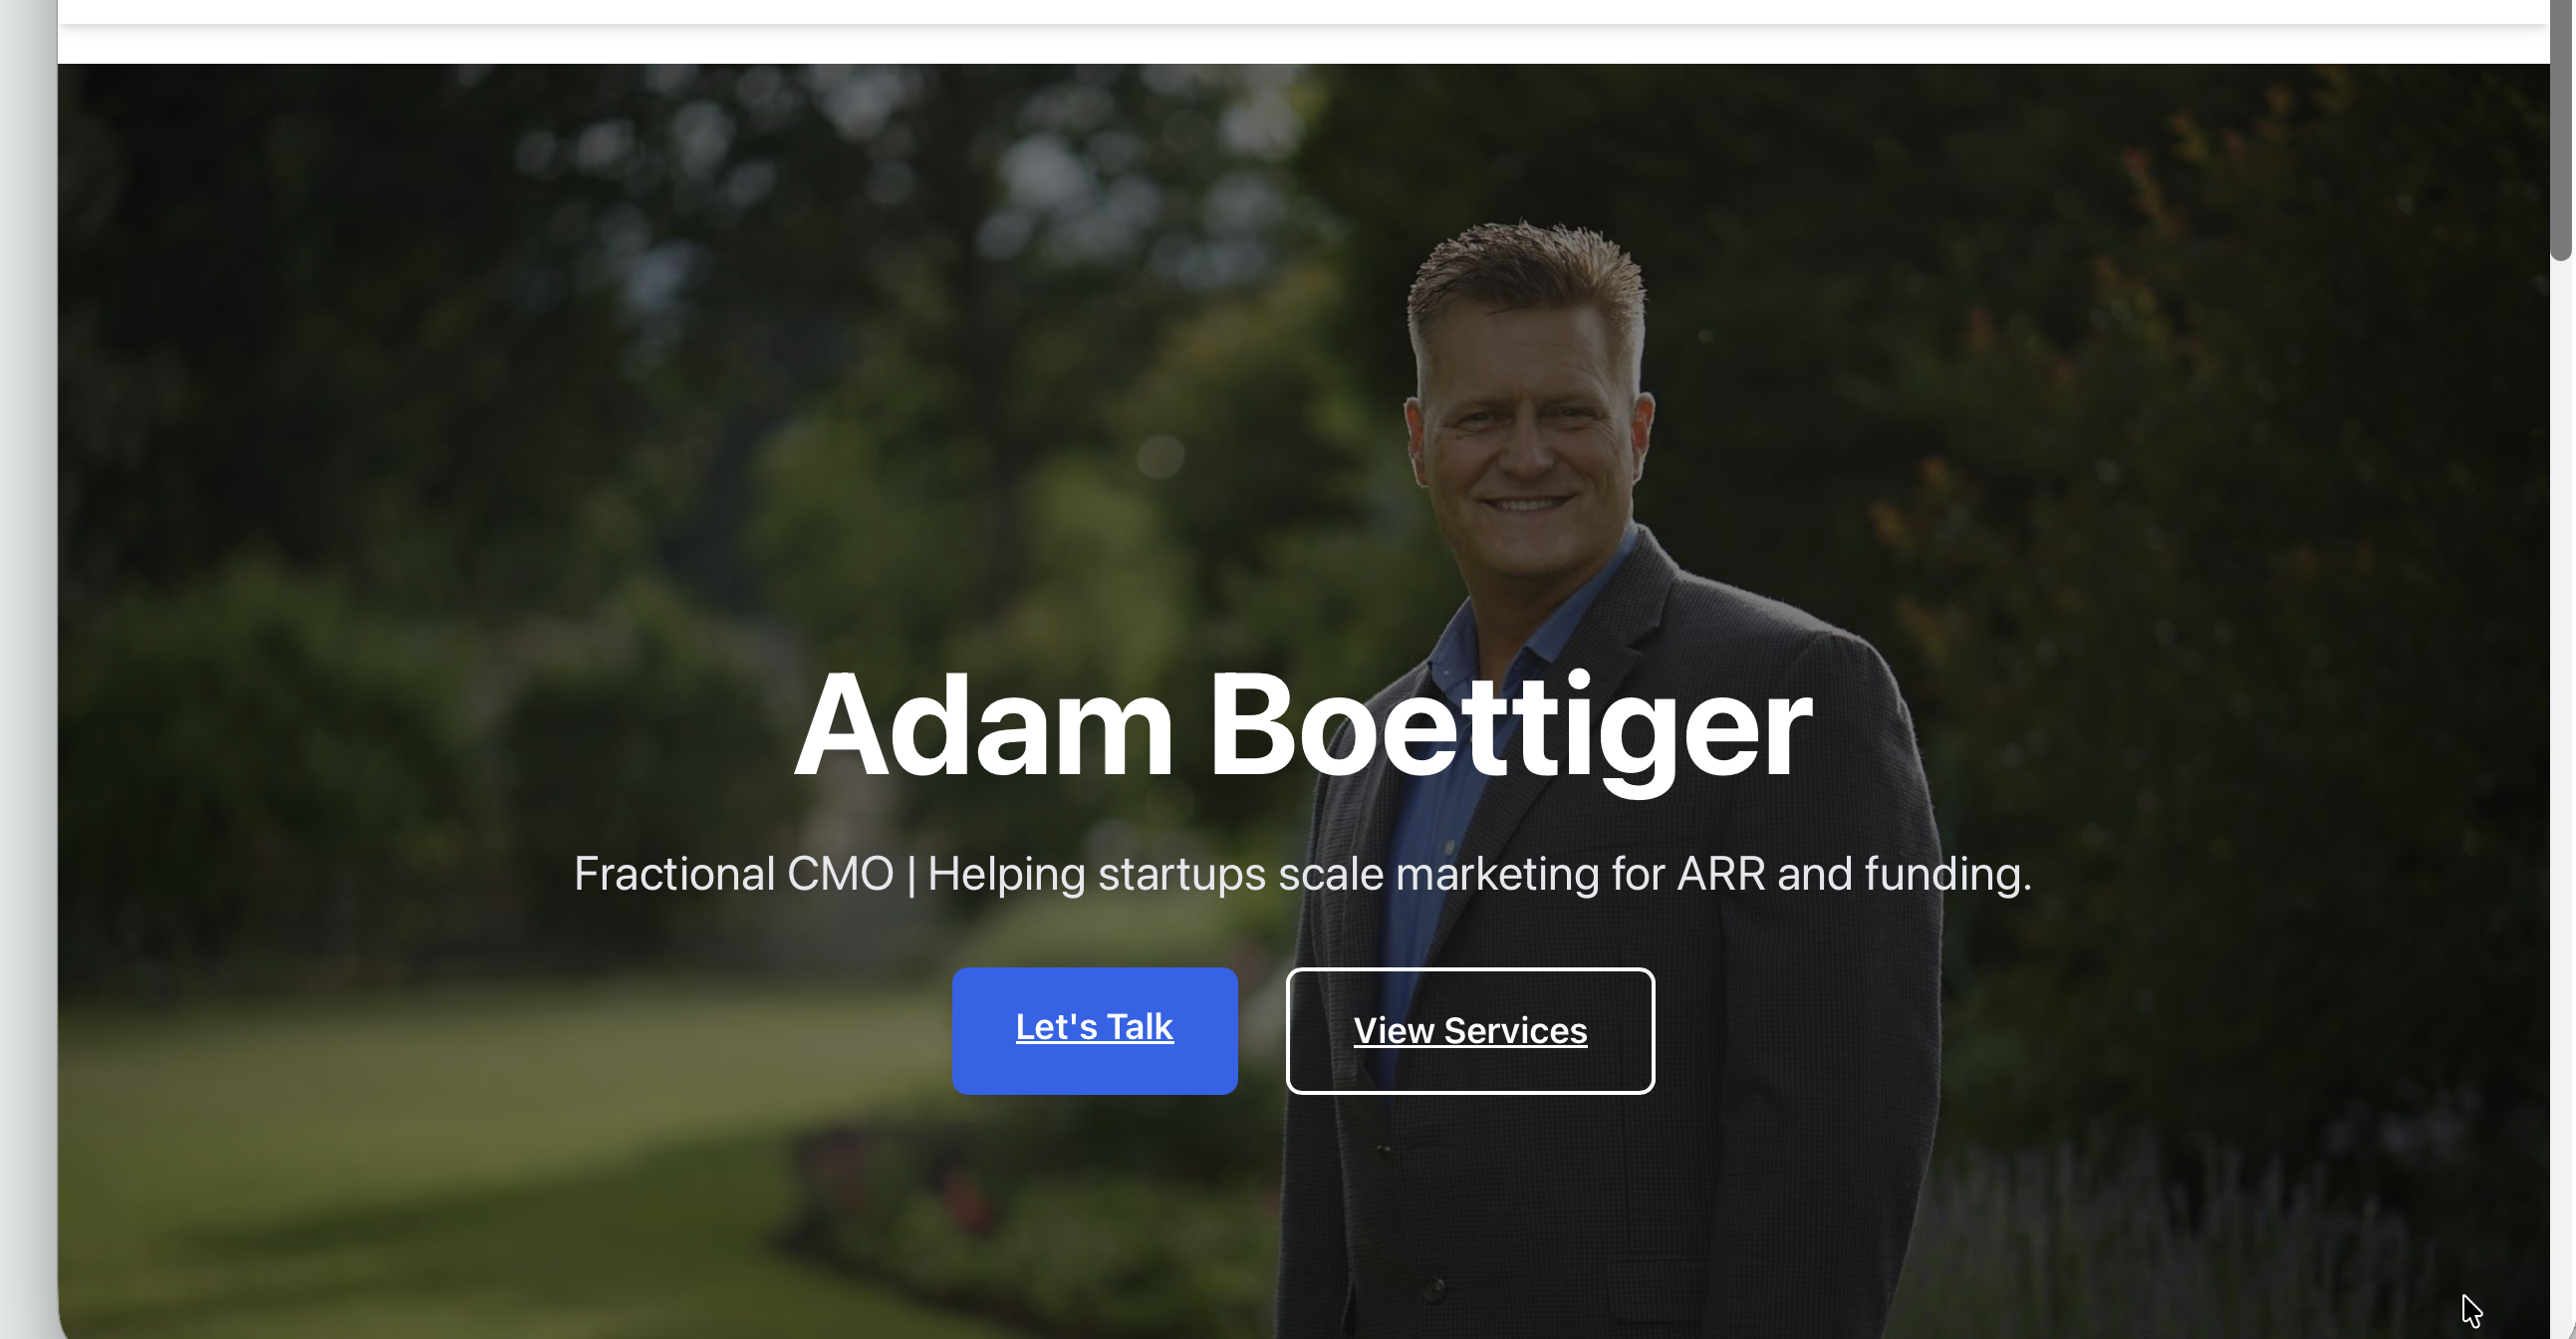 Adam Boettiger
Fractional CMO | Helping startups scale marketing for ARR and funding.
Let's Talk
View Services